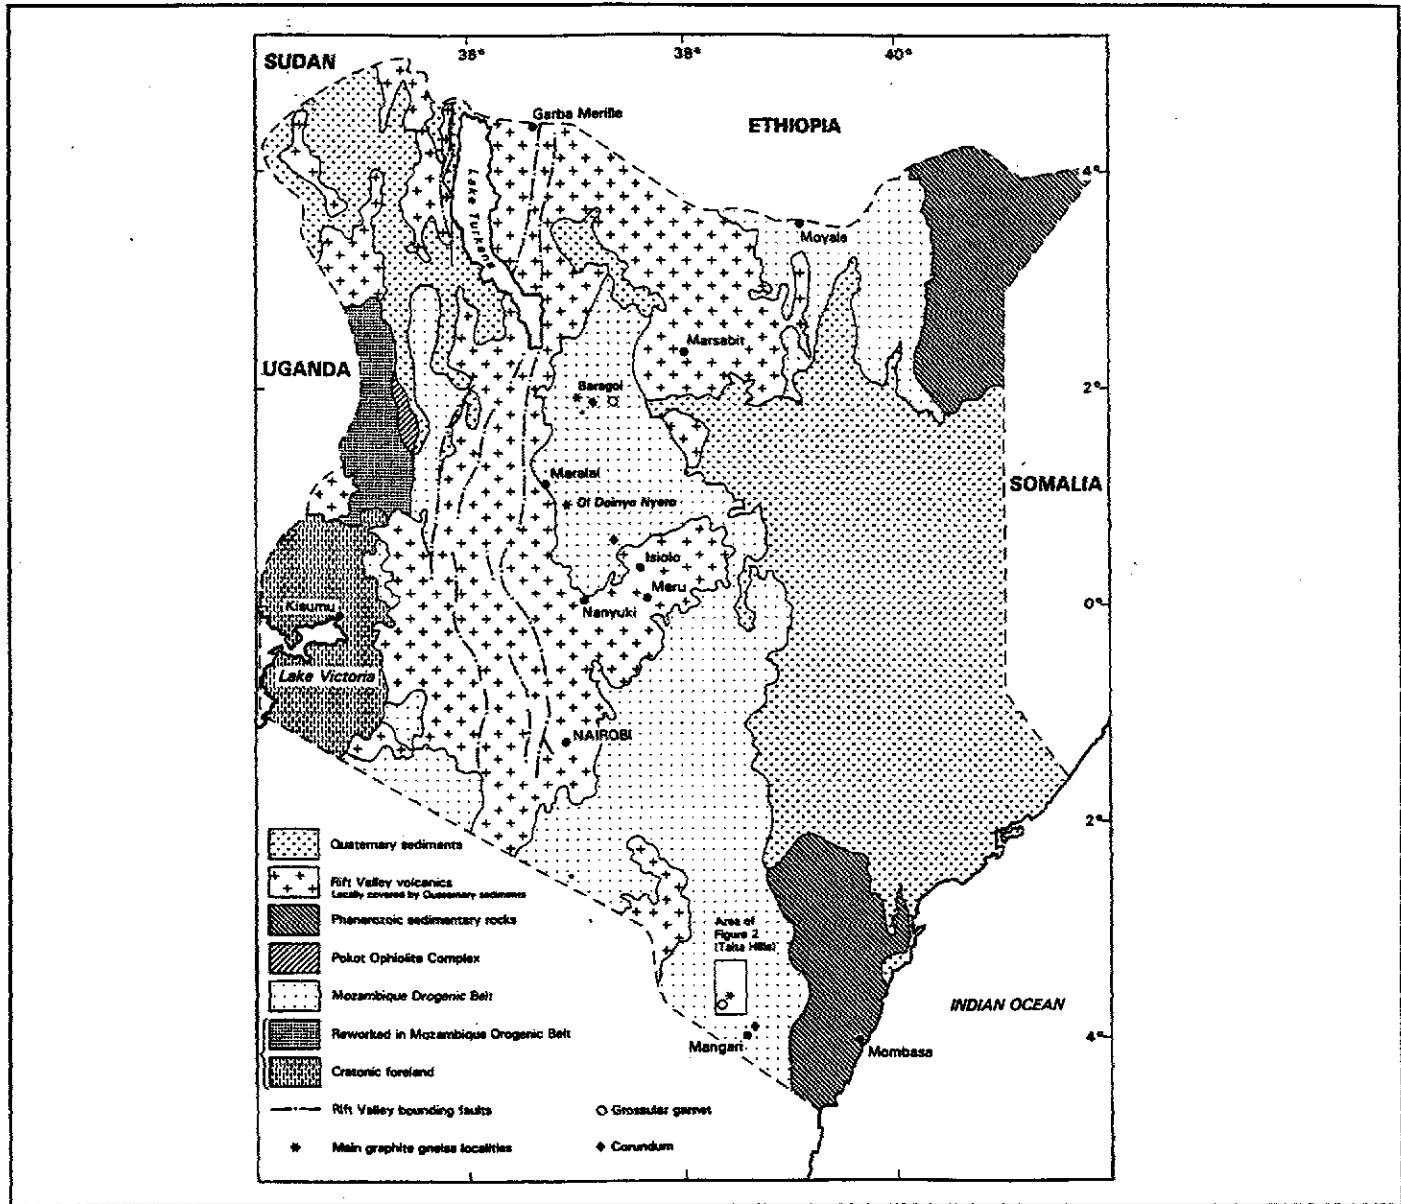 38°
38°
40°
SUDAN
ETHIOPIA
Garba Merille
4°
Lake Turkana
Moyale
UGANDA
Marsabit
Baragoi
2°
Maralal
Ol Doinyo Nyero
SOMALIA
Isiolo
Meru
Nanyuki
Kisumu
0°
Lake Victoria
NAIROBI
2°
Quaternary sediments
Rift Valley volcanics
Locally covered by Quaternary sediments
Phanerozoic sedimentary rocks
Pokot Ophiolite Complex
Mozambique Orogenic Belt
Reworked in Mozambique Orogenic Belt
Cratonic foreland
Rift Valley bounding faults
Grossular garnet
Main graphite gneiss localities
Corundum
Area of
Figure 2
(Taita Hills)
INDIAN OCEAN
Mangari
Mombasa
4°